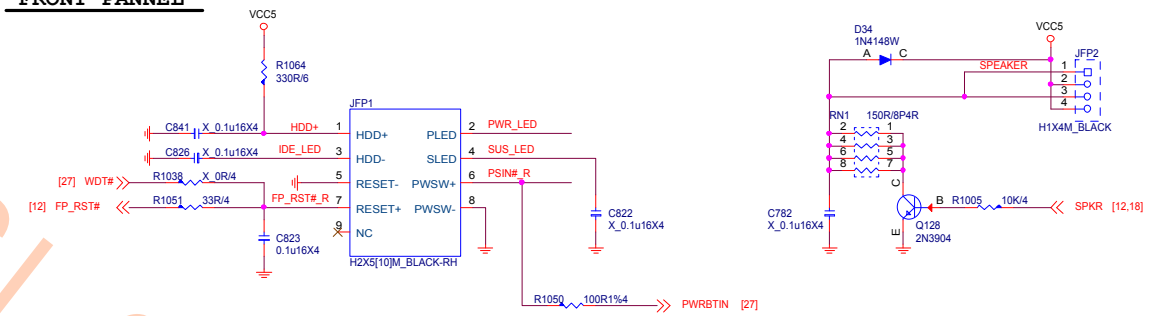 FRONT PANNEL
VCC5
R1064
330R/6
JFP1
C841
X_0.1u16X4
HDD+
1
HDD+
PLED
2
PWR_LED
C826
X_0.1u16X4
IDE_LED
3
HDD-
SLED
4
SUS_LED
5
RESET-
PWSW+
6
PSIN#_R
[27] WDT#
R1038
X_0R/4
[12] FP_RST#
R1051
33R/4
FP_RST#_R
7
RESET+
PWSW-
8
9
NC
C823
0.1u16X4
H2X5[10]M_BLACK-RH
C822
X_0.1u16X4
R1050
100R1%4
PWRBTIN [27]
D34
1N4148W
A
C
VCC5
JFP2
SPEAKER
1
2
3
4
H1X4M_BLACK
RN1
150R/8P4R
2
1
4
3
6
5
8
7
C
B
E
R1005
10K/4
SPKR [12,18]
Q128
2N3904
C782
X_0.1u16X4